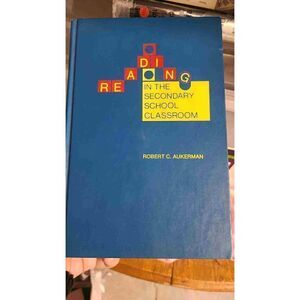 READING
IN THE
SECONDARY
SCHOOL
CLASSROOM
ROBERT C. AUKERMAN